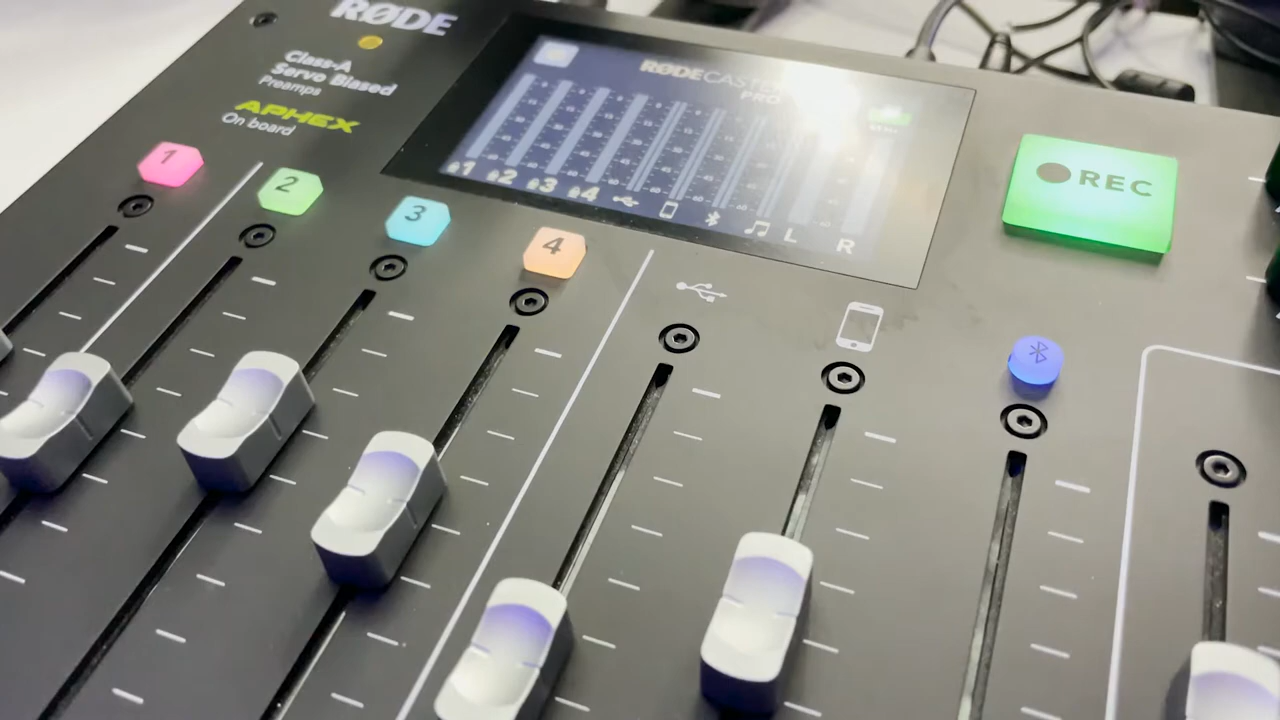 RØDE
Class-A
Servo Biased
Preamps
APHEX
On board
RØDECASTER
PRO
1 2 3 4 L R
REC
1
2
3
4